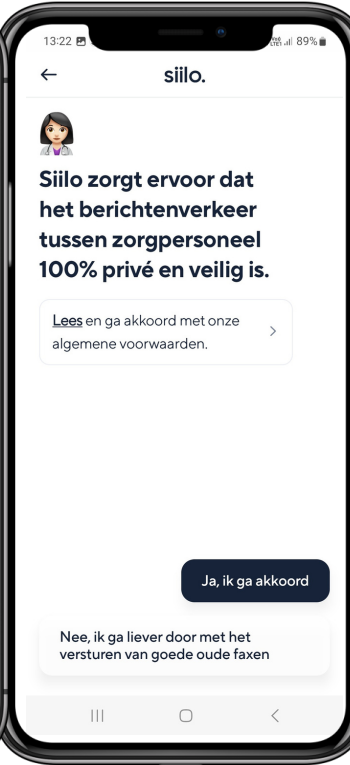 13:22
89%
siilo.
Siilo zorgt ervoor dat
het berichtenverkeer
tussen zorgpersoneel
100% privé en veilig is.
Lees en ga akkoord met onze
algemene voorwaarden.
Ja, ik ga akkoord
Nee, ik ga liever door met het
versturen van goede oude faxen